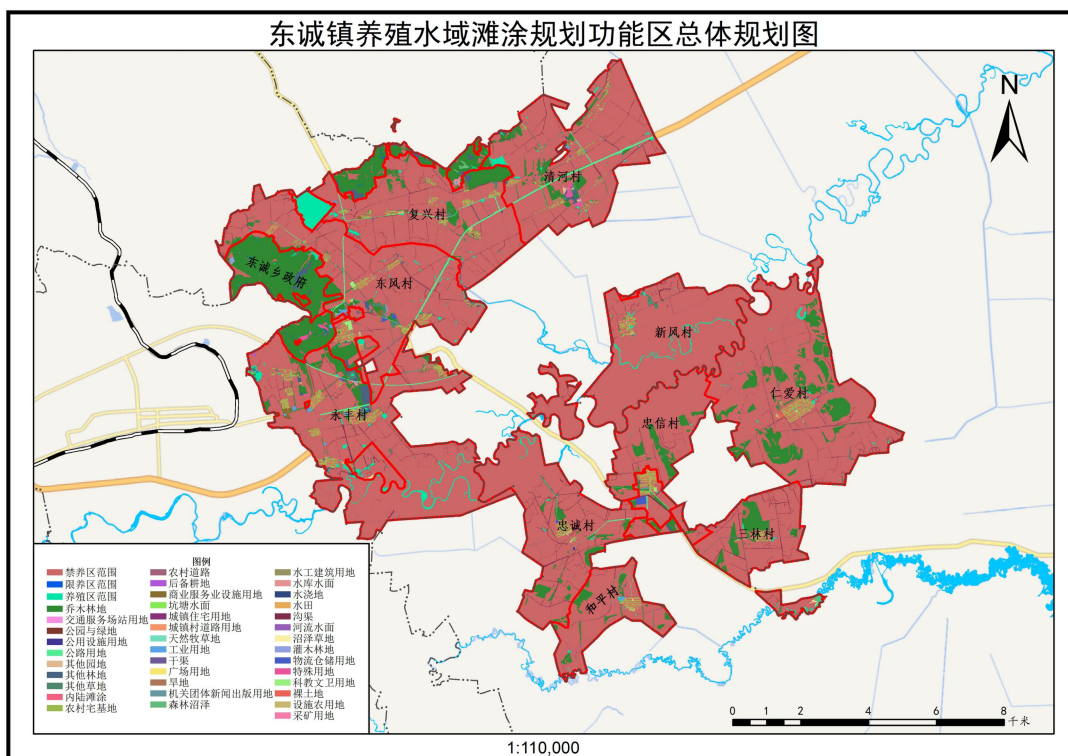 东诚镇养殖水域滩涂规划功能区总体规划图
N
清河村
复兴村
东诚乡政府
东风村
新风村
仁爱村
永丰村
忠信村
忠诚村
三林村
和平村
图例
禁养区范围
限养区范围
养殖区范围
乔木林地
交通服务场站用地
公园与绿地
公用设施用地
公路用地
其他园地
其他林地
其他草地
内陆滩涂
农村宅基地
农村道路
后备耕地
商业服务业设施用地
坑塘水面
城镇住宅用地
城镇村道路用地
天然牧草地
工业用地
干渠
广场用地
旱地
机关团体新闻出版用地
森林沼泽
水工建筑用地
水库水面
水浇地
水田
沟渠
河流水面
沼泽草地
灌木林地
物流仓储用地
特殊用地
科教文卫用地
裸土地
设施农用地
采矿用地
0 1 2 4 6 8
千米
1:110,000